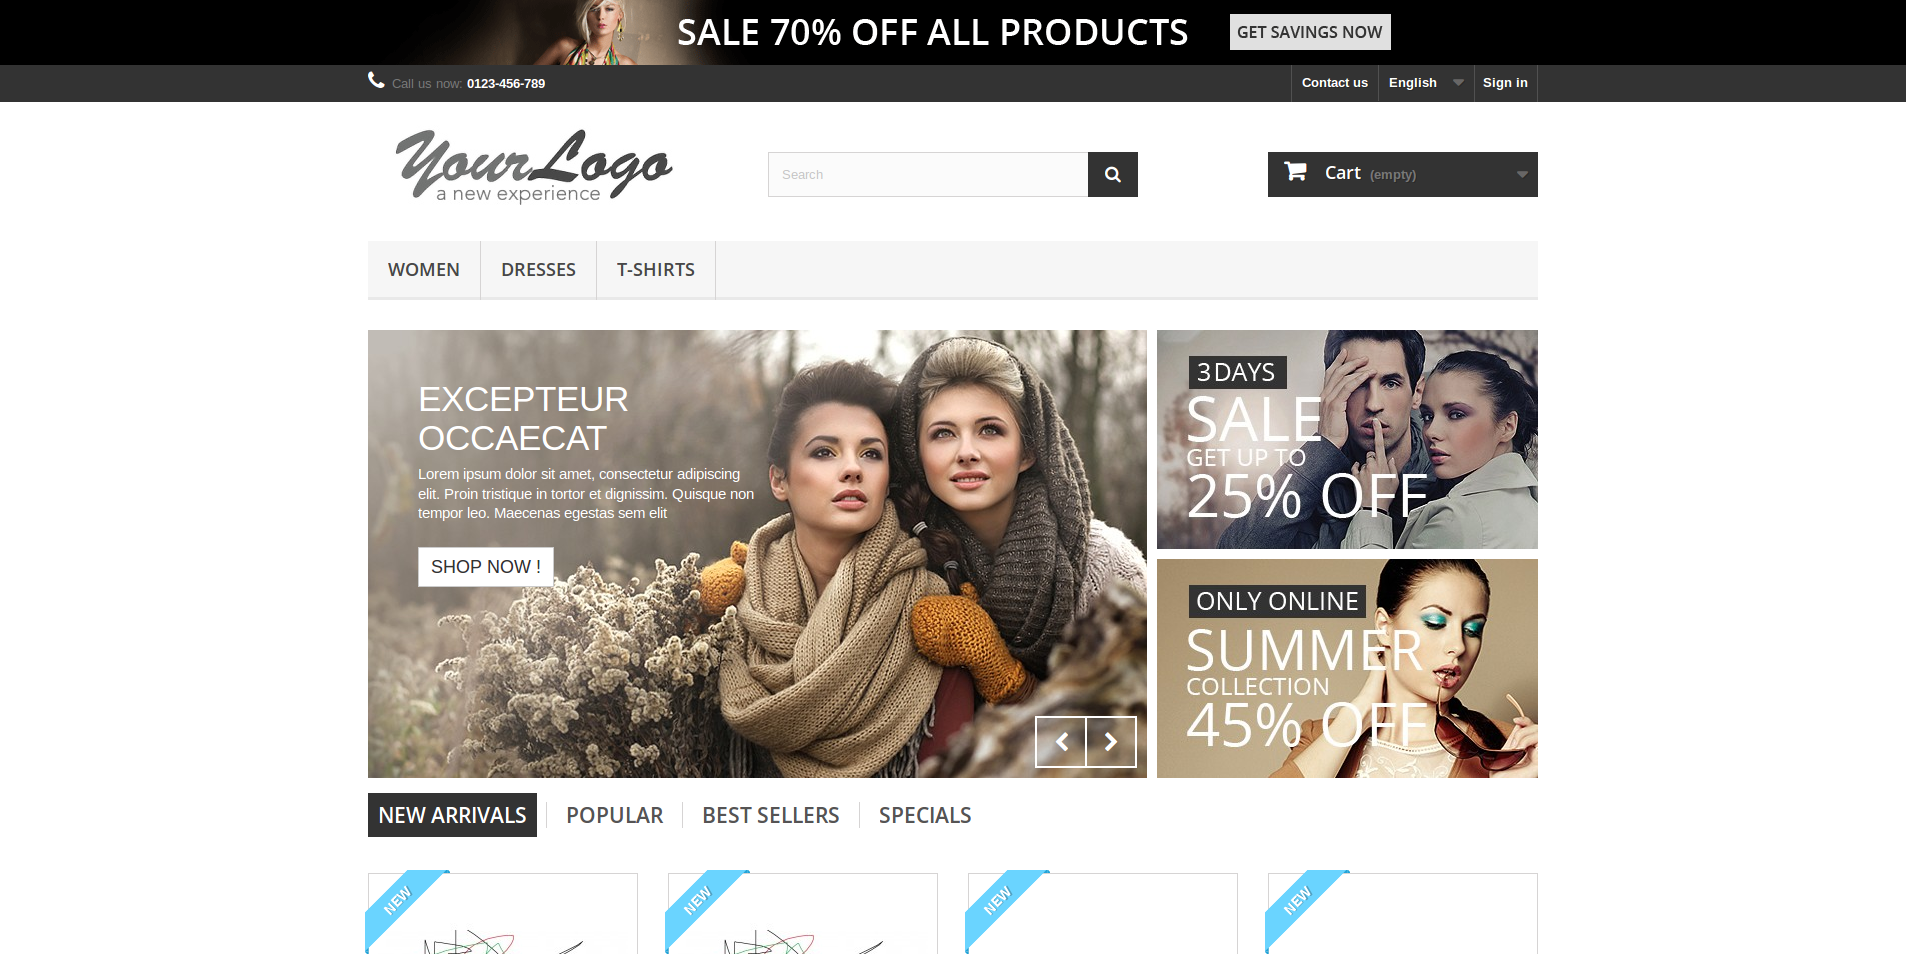 SALE 70% OFF ALL PRODUCTS
GET SAVINGS NOW
Call us now: 0123-456-789
Contact us
English
Sign in
YourLogo
a new experience
Search
Cart (empty)
WOMEN
DRESSES
T-SHIRTS
EXCEPTEUR
OCCAECAT
Lorem ipsum dolor sit amet, consectetur adipiscing
elit. Proin tristique in tortor et dignissim. Quisque non
tempor leo. Maecenas egestas sem elit
SHOP NOW !
3 DAYS
SALE
GET UP TO
25% OFF
ONLY ONLINE
SUMMER
COLLECTION
45% OFF
NEW ARRIVALS
POPULAR
BEST SELLERS
SPECIALS
NEW
NEW
NEW
NEW